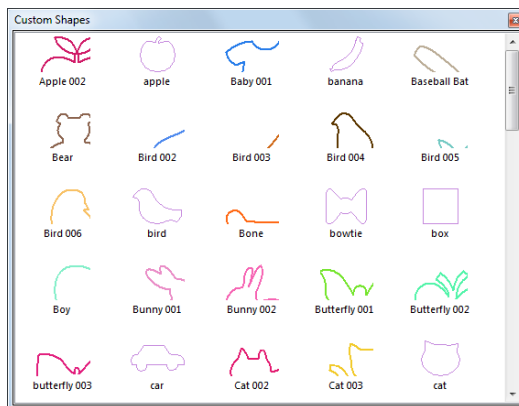 Custom Shapes
Apple 002 apple Baby 001 banana Baseball Bat
Bear Bird 002 Bird 003 Bird 004 Bird 005
Bird 006 bird Bone bowtie box
Boy Bunny 001 Bunny 002 Butterfly 001 Butterfly 002
butterfly 003 car Cat 002 Cat 003 cat